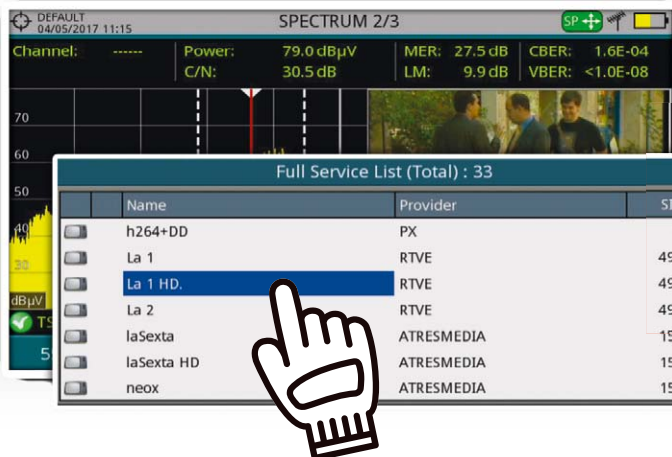 DEFAULT
04/05/2017 11:15
SPECTRUM 2/3
SP
Channel: ------ Power: 79.0 dBµV MER: 27.5 dB CBER: 1.6E-04
C/N: 30.5 dB LM: 9.9 dB VBER: <1.0E-08
70
60
50
40
30
dBµV
TS
5
Full Service List (Total) : 33
Name Provider
h264+DD PX
La 1 RTVE 49
La 1 HD. RTVE 49
La 2 RTVE 49
laSexta ATRESMEDIA 15
laSexta HD ATRESMEDIA 15
neox ATRESMEDIA 15